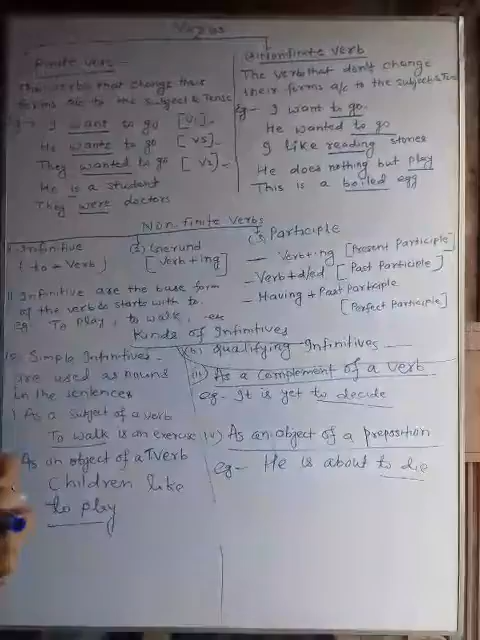 Verbs
Finite verb
The verbs that change their
forms a/c to the subject & Tense
eg - I want to go [V1]
He wants to go [V5]
They wanted to go [V5]
He is a student
They were doctors
Nonfinite verb
The verb that don't change
their forms a/c to the subject & Tense
eg - I want to go.
He wanted to go
I like reading stories
He does nothing but play
This is a boiled egg
Non finite verbs
Infinitive
(to + Verb)
(2) Gerund
[Verb + ing]
(3) Participle
— Verb+ing [Present Participle]
- Verb+d/ed [Past Participle]
- Having + Past Participle
[Perfect Participle]
Infinitive are the base form
of the verb & starts with to.
eg To play, to walk, etc
Kinds of Infinitives
Simple Infinitives -
are used as nouns
in the sentences
As a subject of a verb
To walk is an exercise
As an object of a Tverb
Children like
to play
(b) Qualifying Infinitives
iii) As a complement of a verb
eg. It is yet to decide
iv) As an object of a preposition
eg - He is about to die